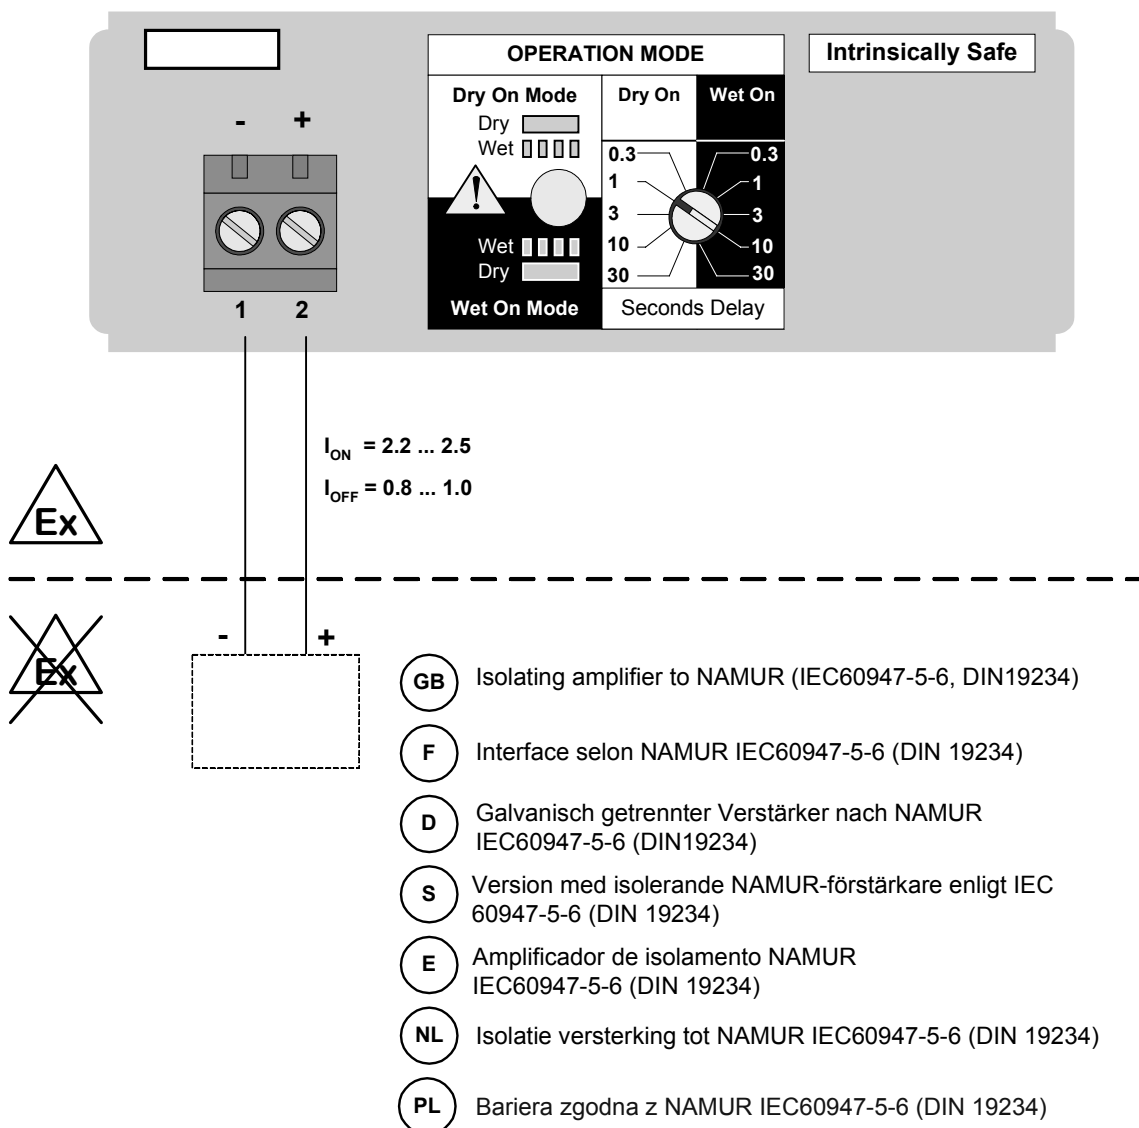 OPERATION MODE
Intrinsically Safe
Dry On Mode
Dry On
Wet On
Dry
Wet
- +
0.3 0.3
1 1
3 3
10 10
30 30
!
Wet
Dry
Wet On Mode
Seconds Delay
1 2
I_ON = 2.2 ... 2.5
I_OFF = 0.8 ... 1.0
Ex
Ex
- +
GB Isolating amplifier to NAMUR (IEC60947-5-6, DIN19234)
F Interface selon NAMUR IEC60947-5-6 (DIN 19234)
D Galvanisch getrennter Verstärker nach NAMUR
IEC60947-5-6 (DIN19234)
S Version med isolerande NAMUR-förstärkare enligt IEC
60947-5-6 (DIN 19234)
E Amplificador de isolamento NAMUR
IEC60947-5-6 (DIN 19234)
NL Isolatie versterking tot NAMUR IEC60947-5-6 (DIN 19234)
PL Bariera zgodna z NAMUR IEC60947-5-6 (DIN 19234)